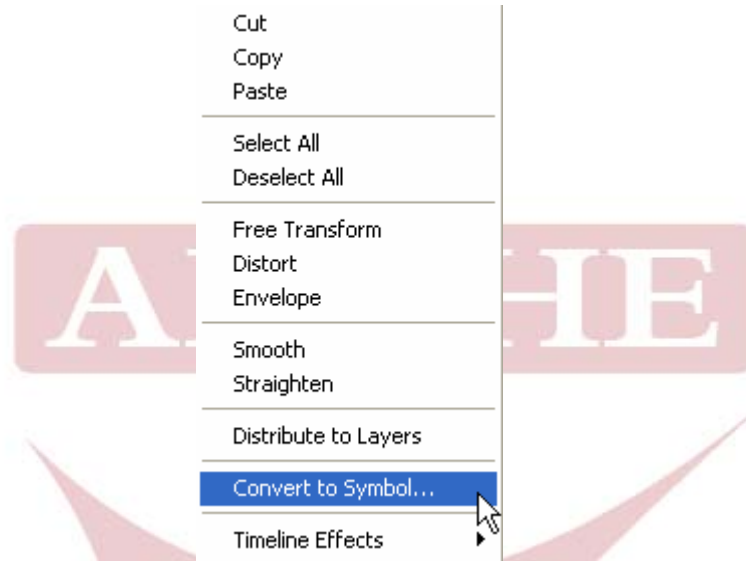 Cut
Copy
Paste
Select All
Deselect All
Free Transform
Distort
Envelope
Smooth
Straighten
Distribute to Layers
Convert to Symbol...
Timeline Effects